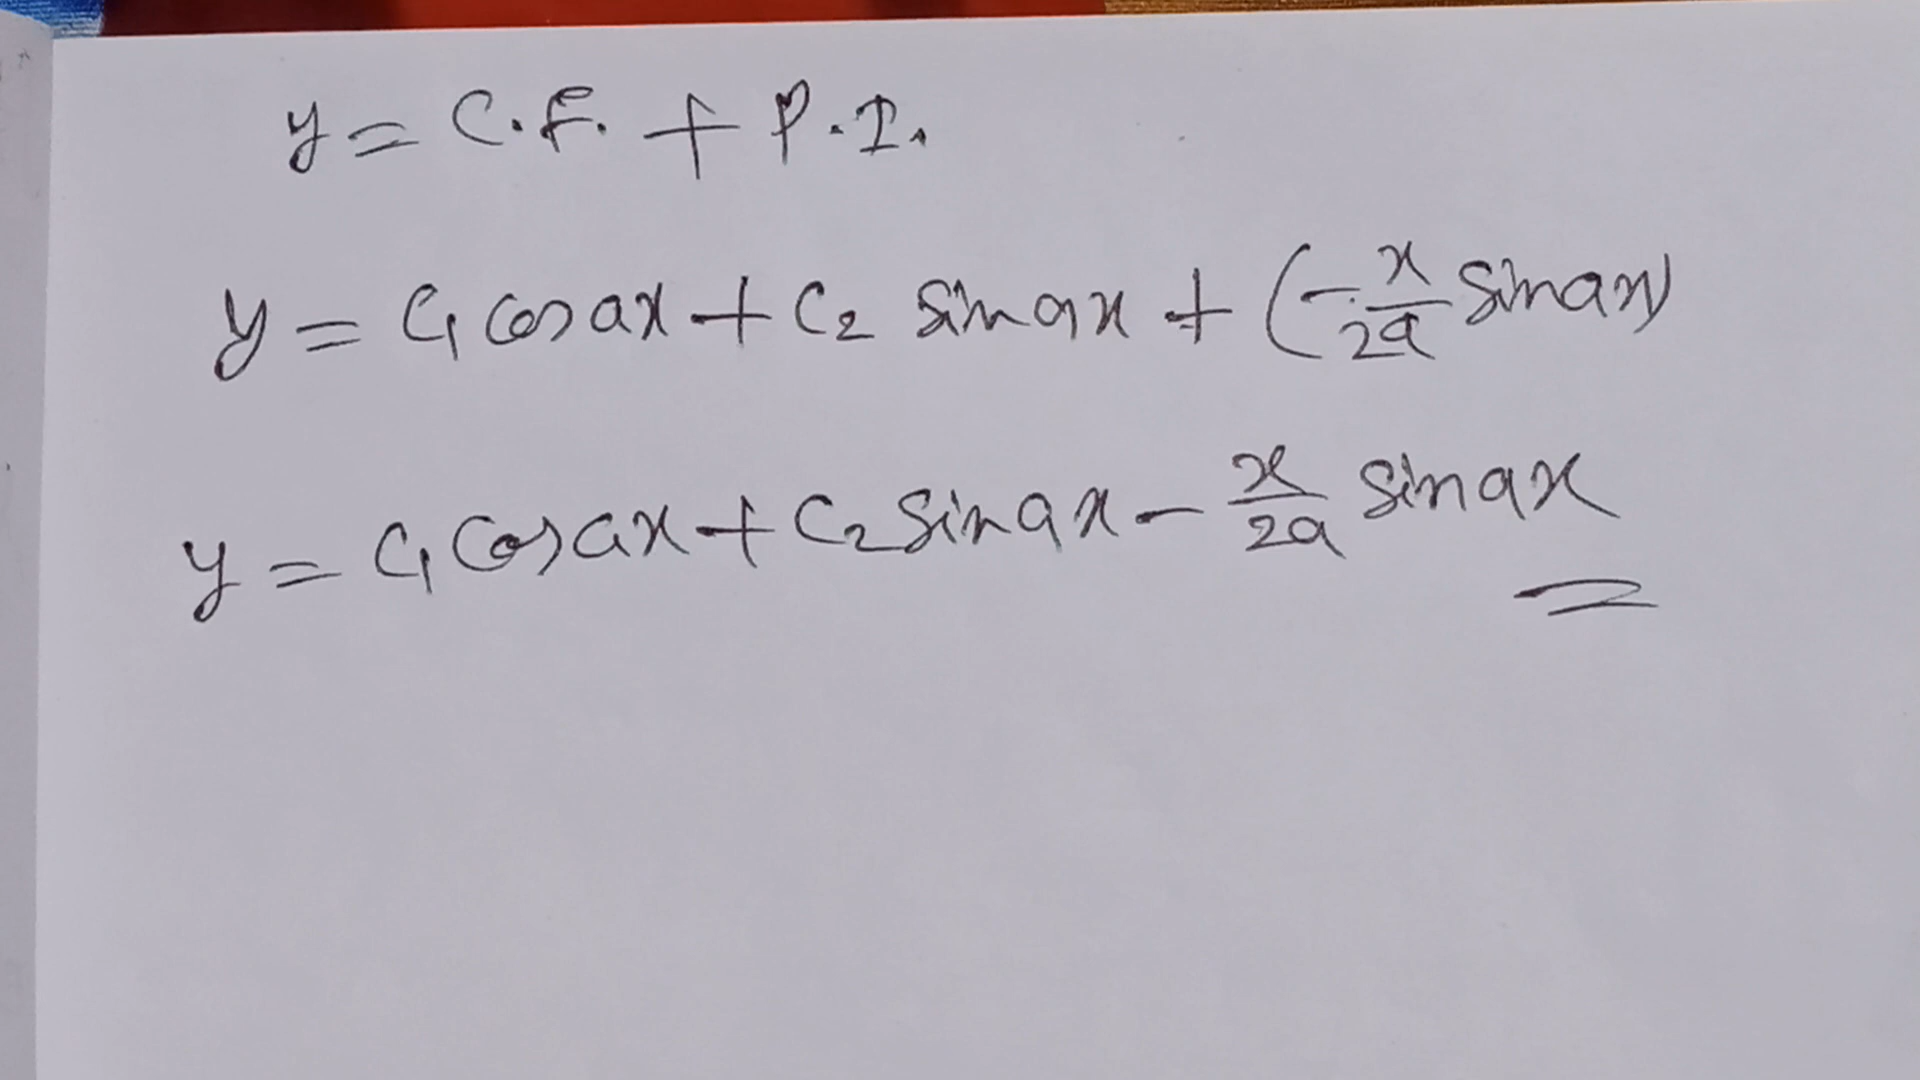 y = C.F. + P.I.
y = C₁ cos ax + C₂ sin ax + (-x/2a sin ax)
y = C₁ cos ax + C₂ sin ax - x/2a sin ax